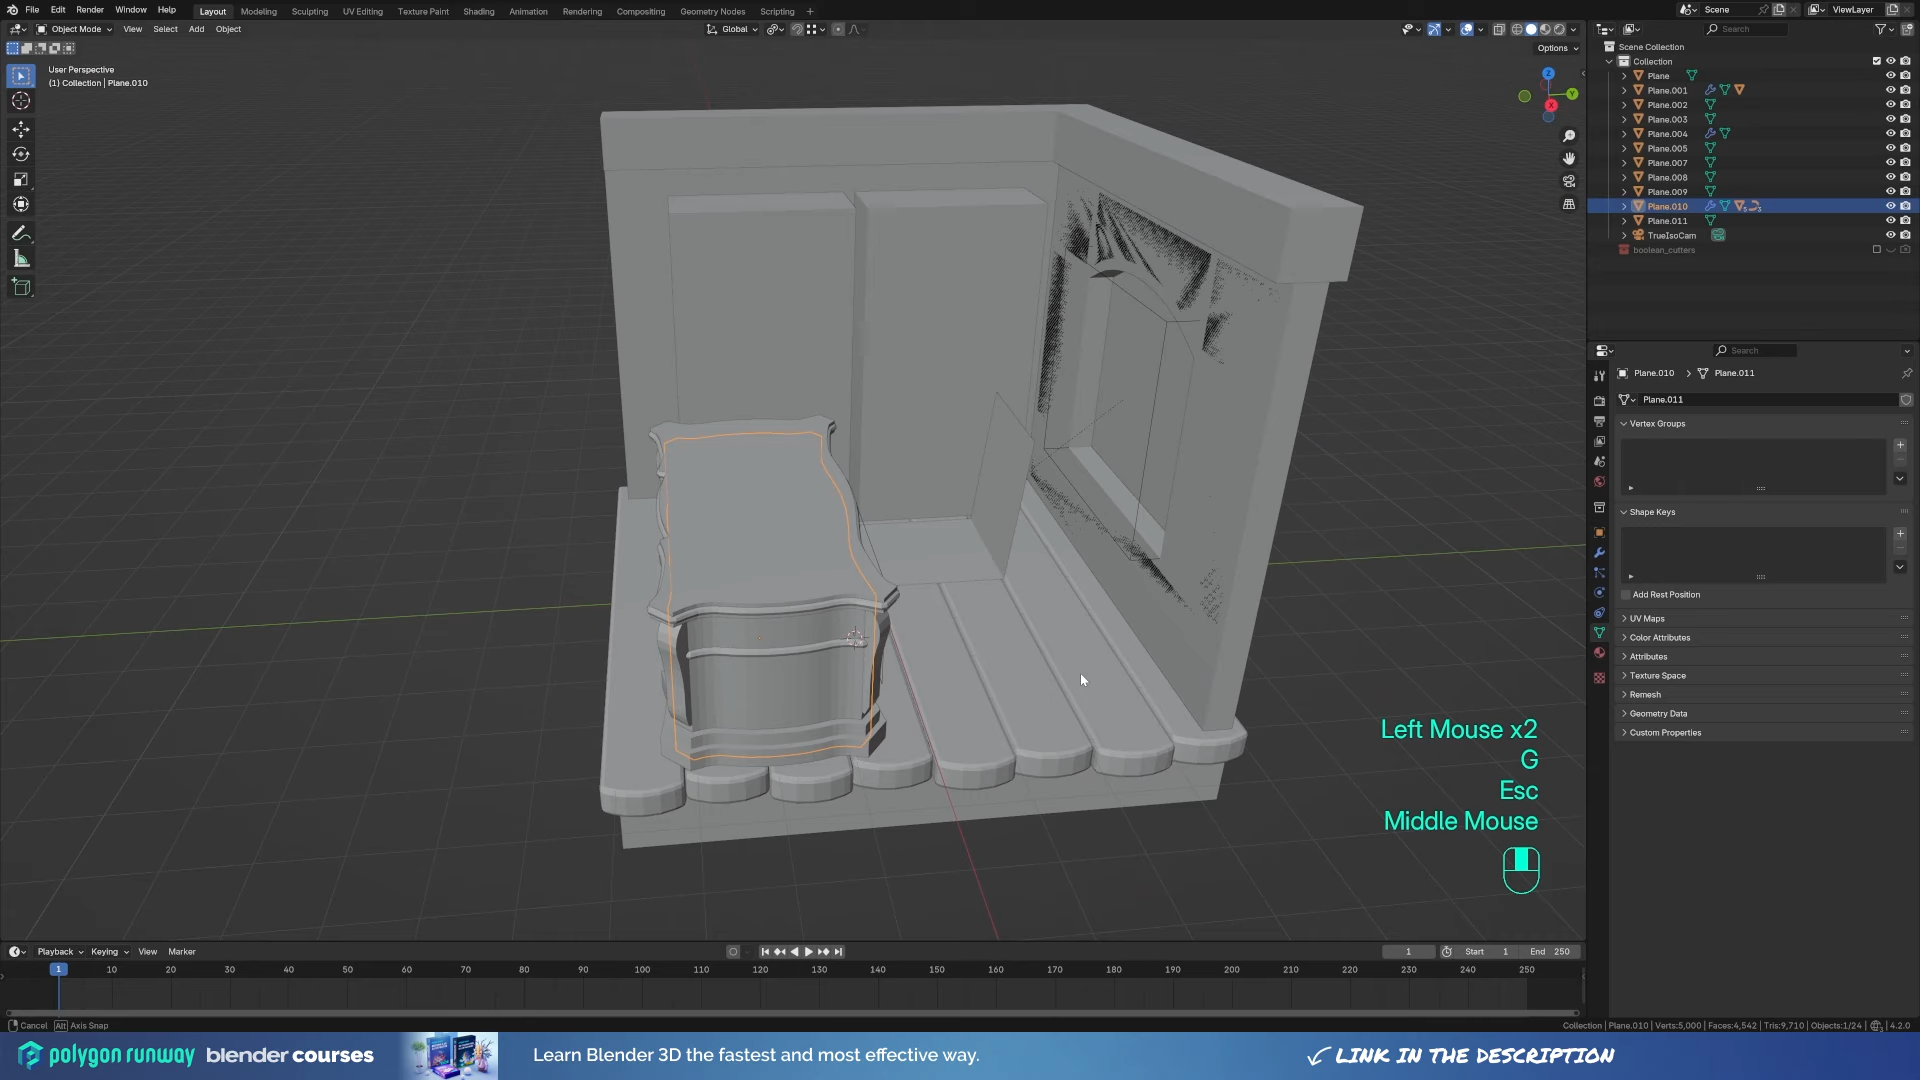 File Edit Render Window Help Layout Modeling Sculpting UV Editing Texture Paint Shading Animation Rendering Compositing Geometry Nodes Scripting + Scene ViewLayer
Object Mode View Select Add Object Global Search
Options
User Perspective
(1) Collection | Plane.010
Z
Y
X
Scene Collection
Collection
Plane
Plane.001
Plane.002
Plane.003
Plane.004
Plane.005
Plane.007
Plane.008
Plane.009
Plane.010
Plane.011
TrueIsoCam
boolean_cutters
Search
Plane.010 > Plane.011
Plane.011
Vertex Groups
Shape Keys
Add Rest Position
UV Maps
Color Attributes
Attributes
Texture Space
Remesh
Geometry Data
Custom Properties
Left Mouse x2
G
Esc
Middle Mouse
Playback Keying View Marker 1 Start 1 End 250
1 10 20 30 40 50 60 70 80 90 100 110 120 130 140 150 160 170 180 190 200 210 220 230 240 250
Cancel Alt Axis Snap Collection | Plane.010 | Verts:5,000 | Faces:4,542 | Tris:9,710 | Objects:1/24 | 4.2.0
polygon runway blender courses Learn Blender 3D the fastest and most effective way. LINK IN THE DESCRIPTION